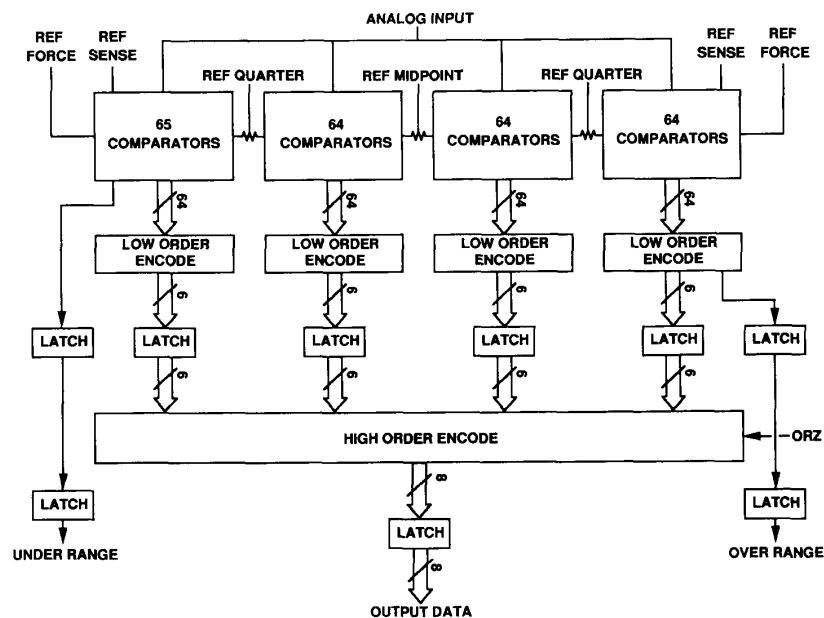 ANALOG INPUT
REF
FORCE
REF
SENSE
REF
SENSE
REF
FORCE
REF QUARTER
REF MIDPOINT
REF QUARTER
65
COMPARATORS
64
COMPARATORS
64
COMPARATORS
64
COMPARATORS
64
64
64
64
LOW ORDER
ENCODE
LOW ORDER
ENCODE
LOW ORDER
ENCODE
LOW ORDER
ENCODE
6
6
6
6
LATCH
LATCH
LATCH
LATCH
LATCH
LATCH
6
6
6
6
HIGH ORDER ENCODE
ORZ
8
LATCH
LATCH
LATCH
8
UNDER RANGE
OVER RANGE
OUTPUT DATA